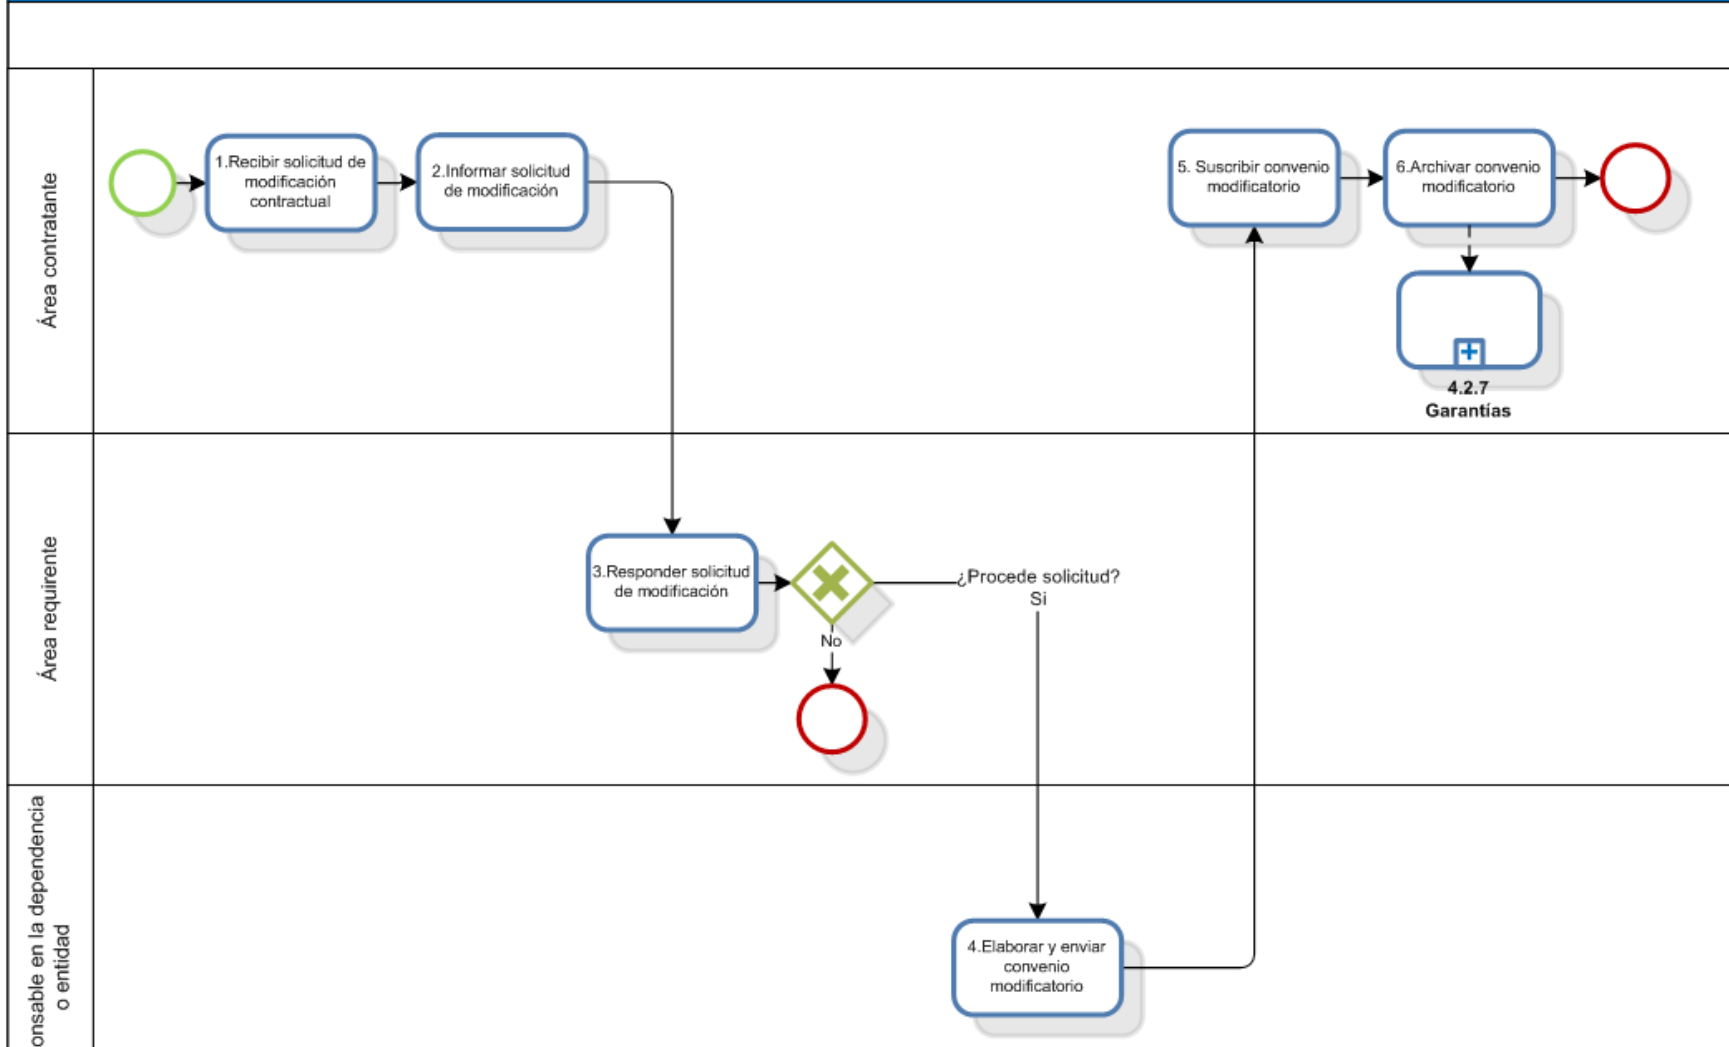 Área contratante
1.Recibir solicitud de
modificación
contractual
2.Informar solicitud
de modificación
5. Suscribir convenio
modificatorio
6.Archivar convenio
modificatorio
4.2.7
Garantías
Área requirente
3.Responder solicitud
de modificación
¿Procede solicitud?
Si
No
en la dependencia
o entidad
4.Elaborar y enviar
convenio
modificatorio